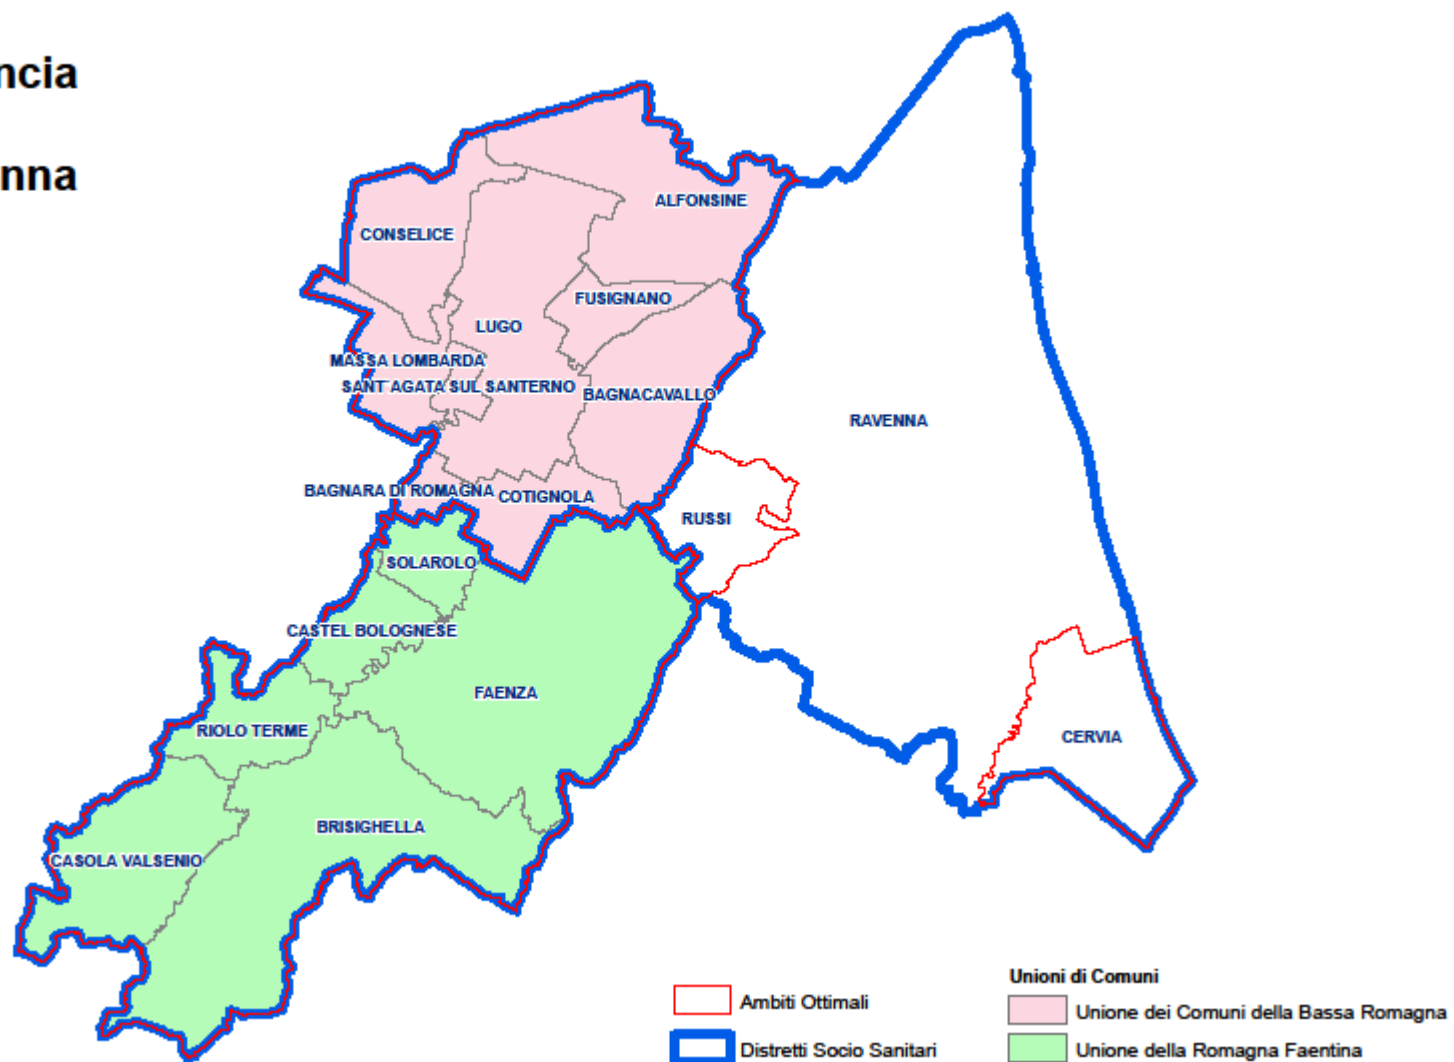 ncia
nna
ALFONSINE
CONSELICE
FUSIGNANO
LUGO
MASSA LOMBARDA
SANT'AGATA SUL SANTERNO
BAGNACAVALLO
RAVENNA
BAGNARA DI ROMAGNA
COTIGNOLA
RUSSI
SOLAROLO
CASTEL BOLOGNESE
FAENZA
RIOLO TERME
CERVIA
BRISIGHELLA
CASOLA VALSENIO
Ambiti Ottimali
Distretti Socio Sanitari
Unioni di Comuni
Unione dei Comuni della Bassa Romagna
Unione della Romagna Faentina